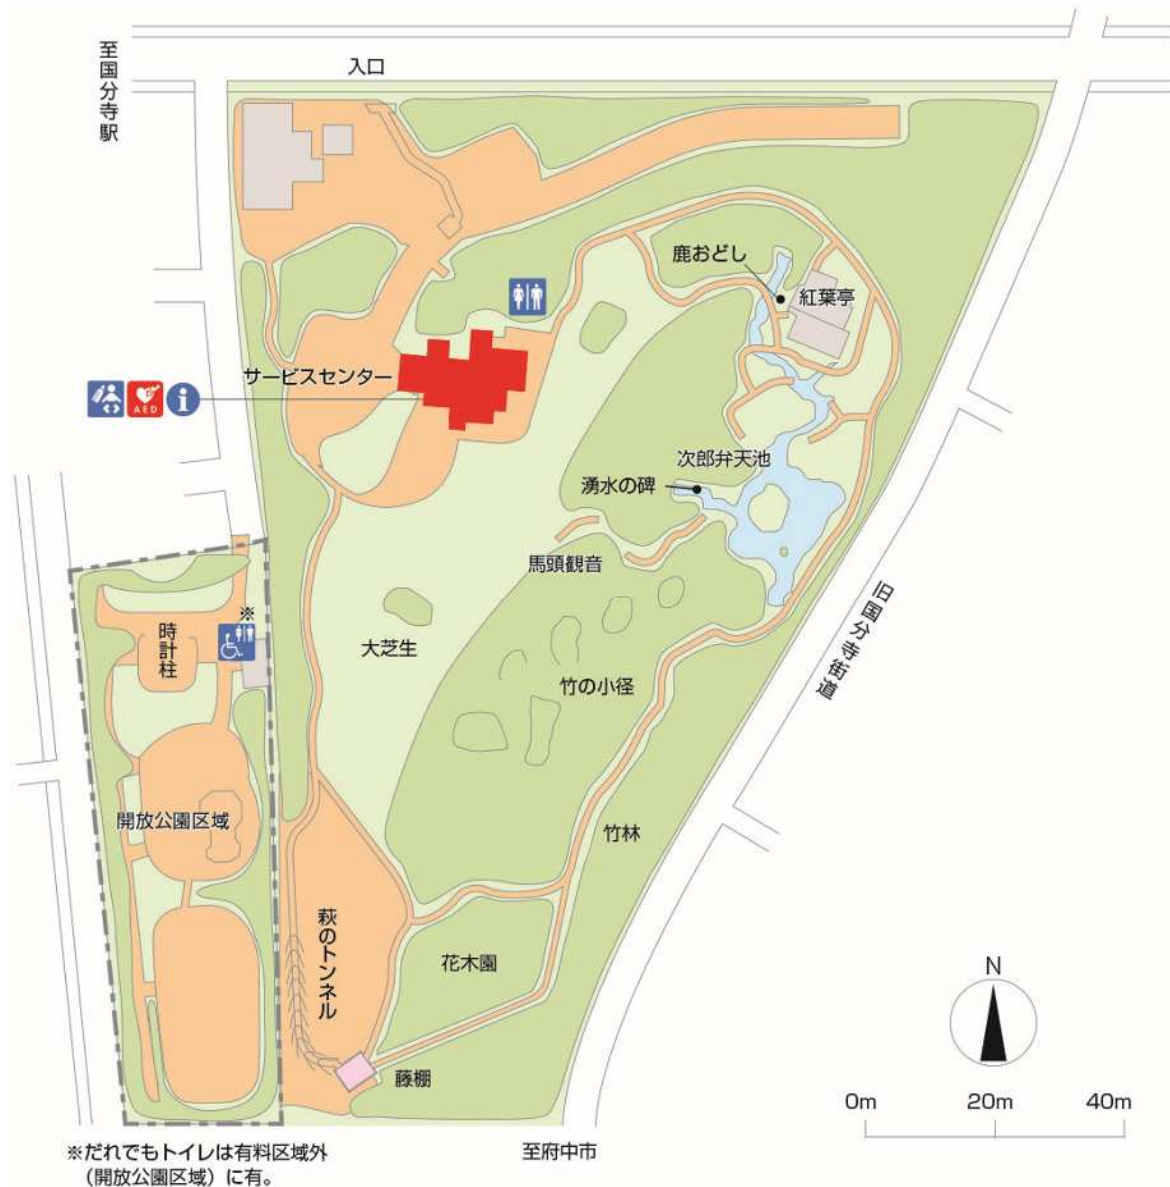 至国分寺駅
入口
鹿おどし
紅葉亭
サービスセンター
AED
i
次郎弁天池
湧水の碑
馬頭観音
※
時計柱
大芝生
竹の小径
旧国分寺街道
開放公園区域
竹林
萩のトンネル
花木園
N
藤棚
0m 20m 40m
※だれでもトイレは有料区域外
(開放公園区域)に有。
至府中市